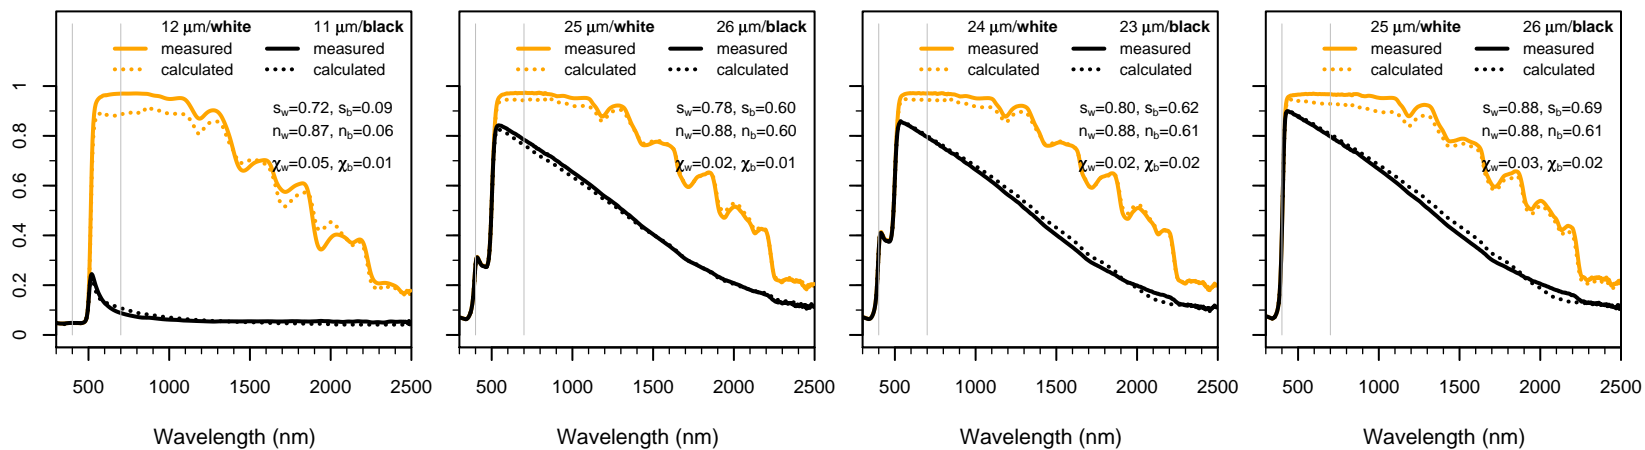 12 μm/white 11 μm/black
measured measured
calculated calculated
s_w=0.72, s_b=0.09
n_w=0.87, n_b=0.06
χ_w=0.05, χ_b=0.01
0 0.2 0.4 0.6 0.8 1
500 1000 1500 2000 2500
Wavelength (nm)
25 μm/white 26 μm/black
measured measured
calculated calculated
s_w=0.78, s_b=0.60
n_w=0.88, n_b=0.60
χ_w=0.02, χ_b=0.01
500 1000 1500 2000 2500
Wavelength (nm)
24 μm/white 23 μm/black
measured measured
calculated calculated
s_w=0.80, s_b=0.62
n_w=0.88, n_b=0.61
χ_w=0.02, χ_b=0.02
500 1000 1500 2000 2500
Wavelength (nm)
25 μm/white 26 μm/black
measured measured
calculated calculated
s_w=0.88, s_b=0.69
n_w=0.88, n_b=0.61
χ_w=0.03, χ_b=0.02
500 1000 1500 2000 2500
Wavelength (nm)